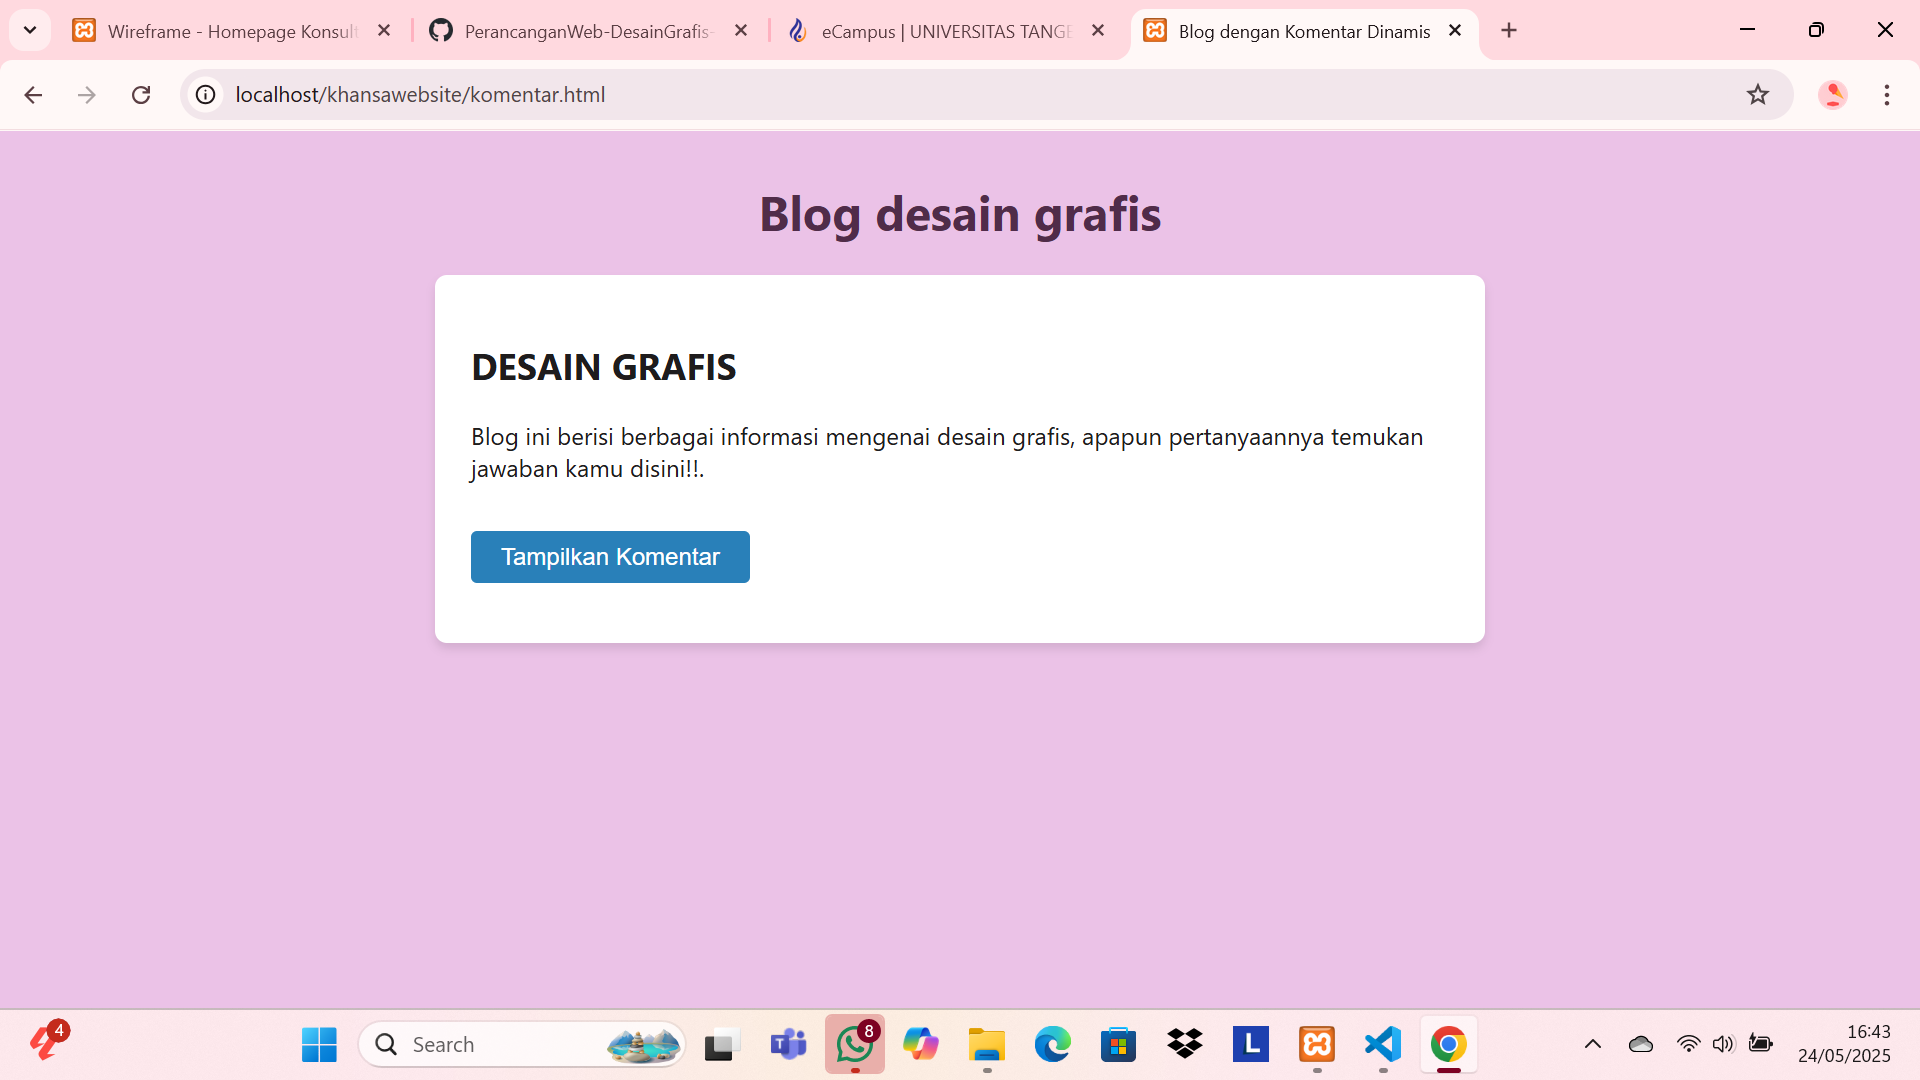 Wireframe - Homepage Konsult
PerancanganWeb-DesainGrafis-
eCampus | UNIVERSITAS TANGE
Blog dengan Komentar Dinamis
localhost/khansawebsite/komentar.html
Blog desain grafis
DESAIN GRAFIS
Blog ini berisi berbagai informasi mengenai desain grafis, apapun pertanyaannya temukan
jawaban kamu disini!!.
Tampilkan Komentar
4
Search
T
8
L
16:43
24/05/2025